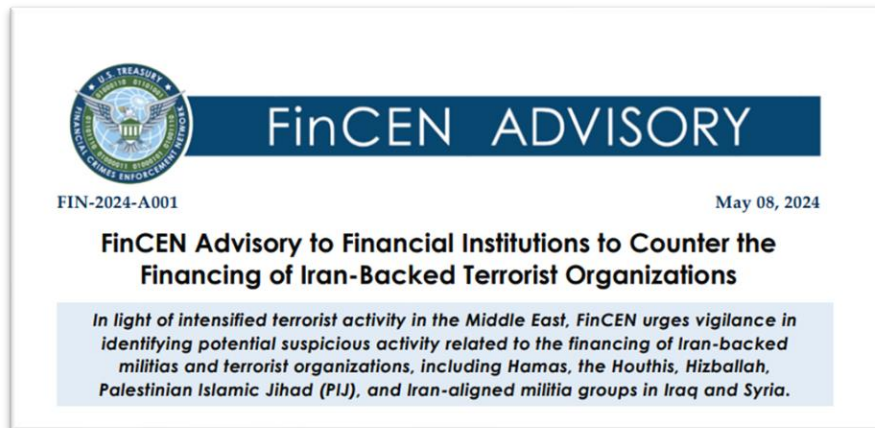 U.S. TREASURY
FINANCIAL CRIMES ENFORCEMENT NETWORK
FinCEN ADVISORY
FIN-2024-A001
May 08, 2024
FinCEN Advisory to Financial Institutions to Counter the
Financing of Iran-Backed Terrorist Organizations
In light of intensified terrorist activity in the Middle East, FinCEN urges vigilance in
identifying potential suspicious activity related to the financing of Iran-backed
militias and terrorist organizations, including Hamas, the Houthis, Hizballah,
Palestinian Islamic Jihad (PIJ), and Iran-aligned militia groups in Iraq and Syria.